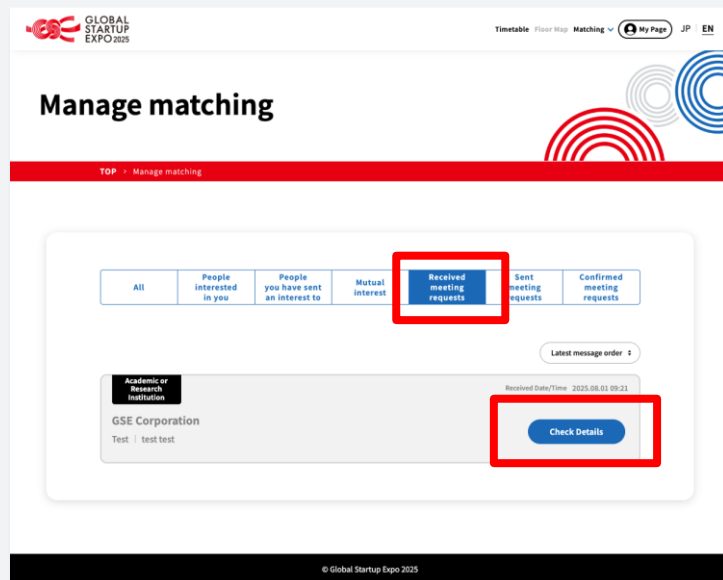 GLOBAL
STARTUP
EXPO 2025
Timetable Floor Map Matching My Page JP EN
Manage matching
TOP Manage matching
All
People
interested
in you
People
you have sent
an interest to
Mutual
interest
Received
meeting
requests
Sent
meeting
requests
Confirmed
meeting
requests
Latest message order
Academic or
Research
Institution
Received Date/Time 2025.08.01 09:21
GSE Corporation
Test | test test
Check Details
© Global Startup Expo 2025